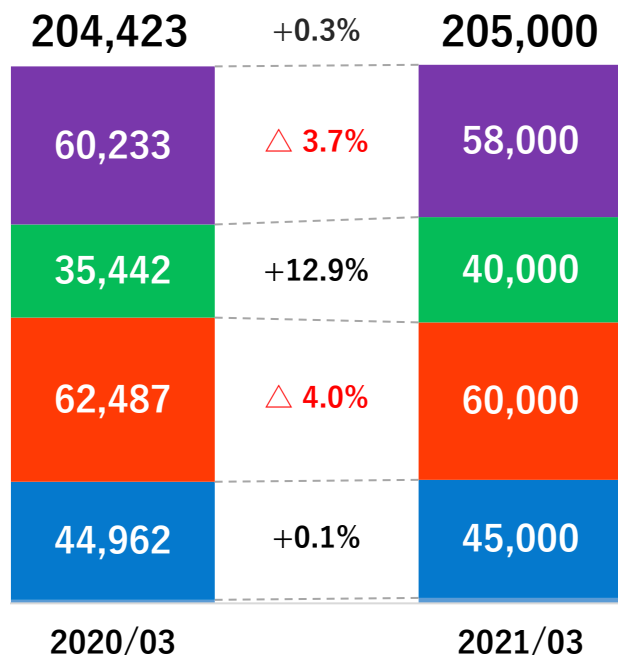 204,423 +0.3% 205,000
60,233 △ 3.7% 58,000
35,442 +12.9% 40,000
62,487 △ 4.0% 60,000
44,962 +0.1% 45,000
2020/03 2021/03